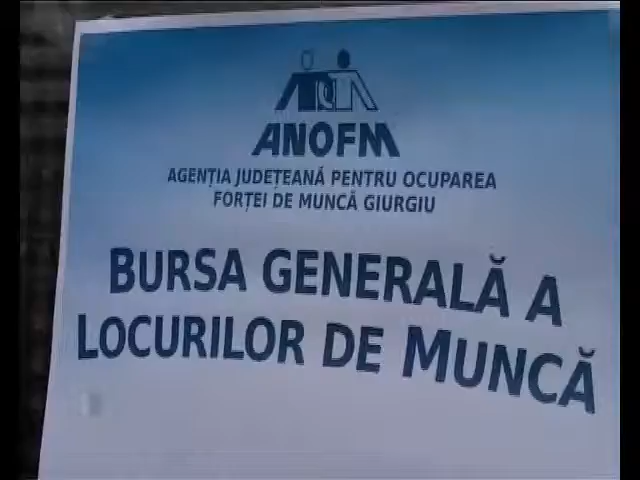 ANOFM
AGENȚIA JUDEȚEANĂ PENTRU OCUPAREA
FORȚEI DE MUNCĂ GIURGIU
BURSA GENERALĂ A
LOCURILOR DE MUNCĂ